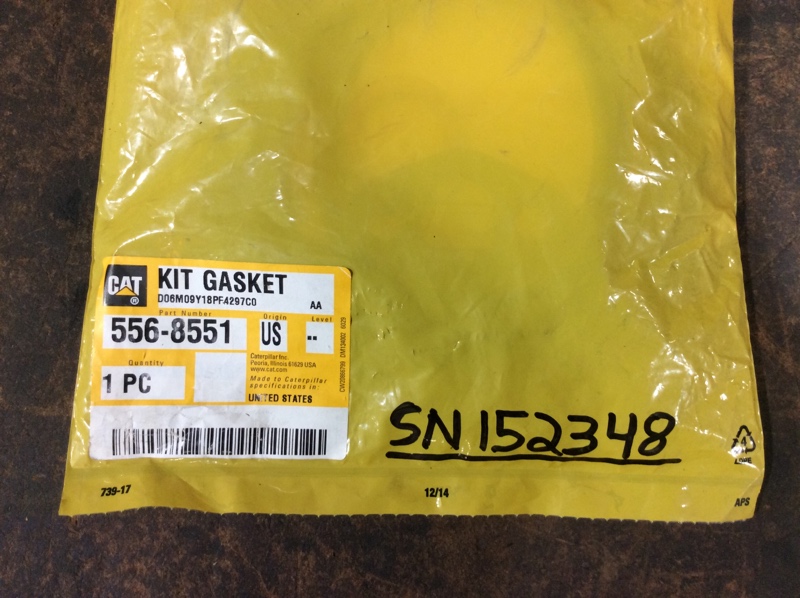 CAT
®
KIT GASKET
D06M09Y18PF4297C0
AA
Part Number
Origin
Level
556-8551
US
--
Quantity
1 PC
Caterpillar Inc.
Peoria, Illinois 61629 USA
www.cat.com
Made to Caterpillar
specifications in:
UNITED STATES
SN152348
4
739-17
12/14
APS